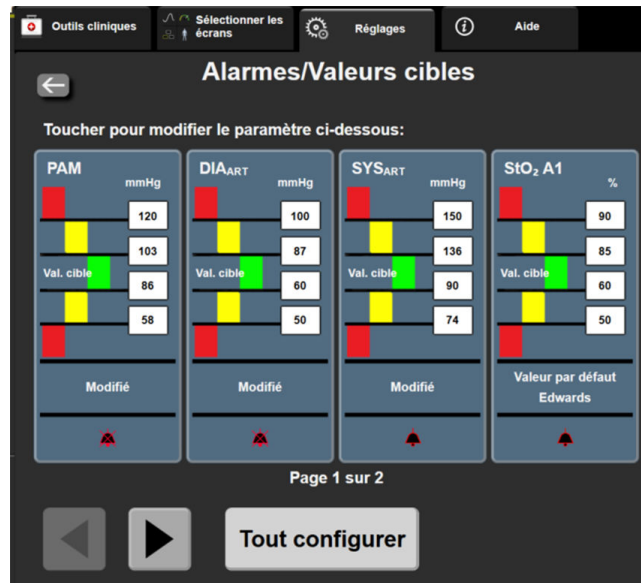 Outils cliniques
Sélectionner les
écrans
Réglages
Aide
Alarmes/Valeurs cibles
Toucher pour modifier le paramètre ci-dessous:
PAM
mmHg
120
103
Val. cible
86
58
Modifié
DIAART
mmHg
100
87
Val. cible
60
50
Modifié
SYSART
mmHg
150
136
Val. cible
90
74
Modifié
StO₂ A1
%
90
85
Val. cible
60
50
Valeur par défaut
Edwards
Page 1 sur 2
Tout configurer